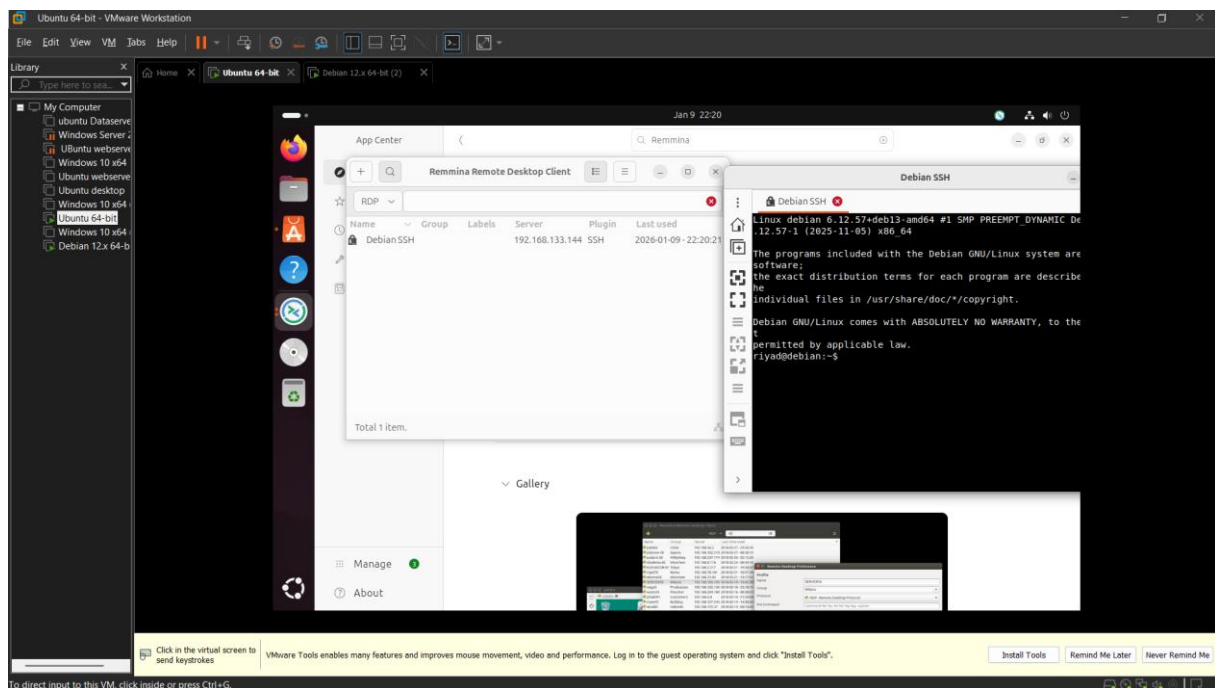 Ubuntu 64-bit - VMware Workstation
File Edit View VM Tabs Help
Library
Type here to sea...
My Computer
ubuntu Dataserve
Windows Server 2
UBuntu webserve
Windows 10 x64
Ubuntu webserve
Ubuntu desktop
Windows 10 x64
Ubuntu 64-bit
Windows 10 x64
Debian 12.x 64-b
Home
Ubuntu 64-bit
Debian 12.x 64-bit (2)
Jan 9 22:20
App Center
Remmina
Remmina Remote Desktop Client
RDP
Name Group Labels Server Plugin Last used
Debian SSH 192.168.133.144 SSH 2026-01-09 - 22:20:21
Total 1 item.
Debian SSH
Debian SSH
Linux debian 6.12.57+deb13-amd64 #1 SMP PREEMPT_DYNAMIC De
.12.57-1 (2025-11-05) x86_64
The programs included with the Debian GNU/Linux system are
software;
the exact distribution terms for each program are describe
he
individual files in /usr/share/doc/*/copyright.
Debian GNU/Linux comes with ABSOLUTELY NO WARRANTY, to the
t
permitted by applicable law.
riyad@debian:~$
Gallery
Manage 3
About
Click in the virtual screen to
send keystrokes
VMware Tools enables many features and improves mouse movement, video and performance. Log in to the guest operating system and click "Install Tools".
Install Tools
Remind Me Later
Never Remind Me
To direct input to this VM, click inside or press Ctrl+G.